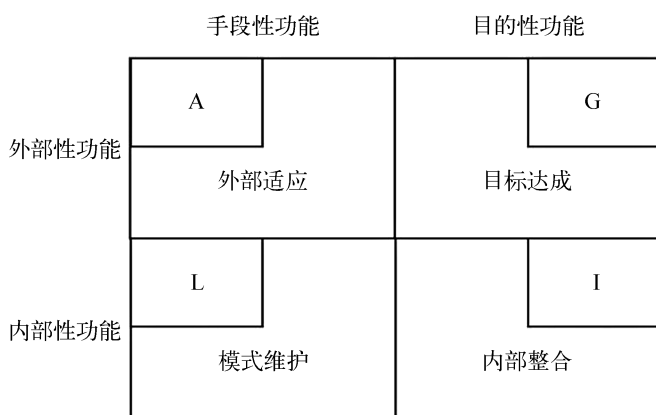 手段性功能 目的性功能
A G
外部性功能
外部适应 目标达成
L I
内部性功能
模式维护 内部整合